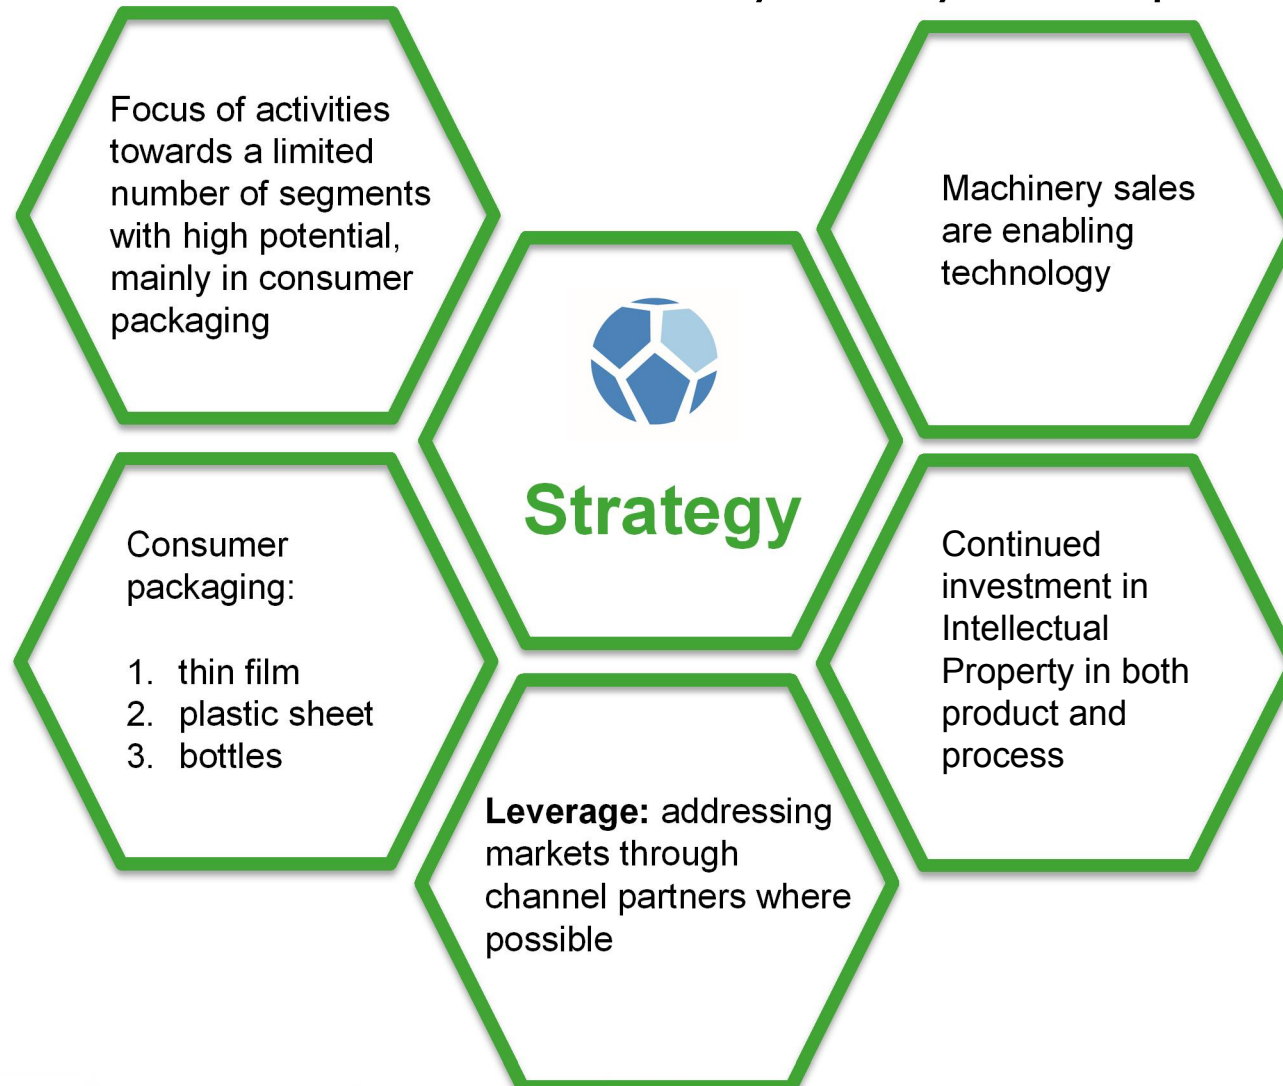 Focus of activities
towards a limited
number of segments
with high potential,
mainly in consumer
packaging
Machinery sales
are enabling
technology
Strategy
Consumer
packaging:
1. thin film
2. plastic sheet
3. bottles
Continued
investment in
Intellectual
Property in both
product and
process
Leverage: addressing
markets through
channel partners where
possible